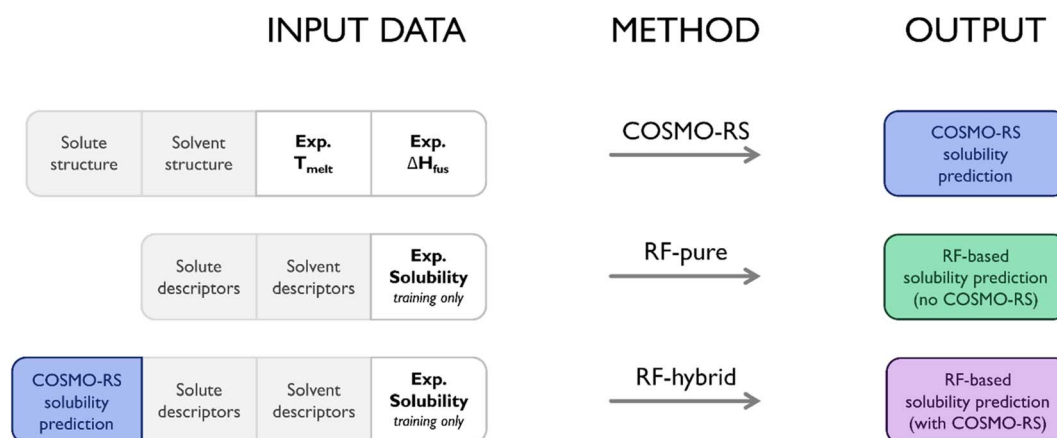 INPUT DATA METHOD OUTPUT
Solute structure
Solvent structure
Exp. Tmelt
Exp. ΔHfus
COSMO-RS
COSMO-RS
solubility
prediction
Solute descriptors
Solvent descriptors
Exp.
Solubility
training only
RF-pure
RF-based
solubility prediction
(no COSMO-RS)
COSMO-RS
solubility
prediction
Solute descriptors
Solvent descriptors
Exp.
Solubility
training only
RF-hybrid
RF-based
solubility prediction
(with COSMO-RS)